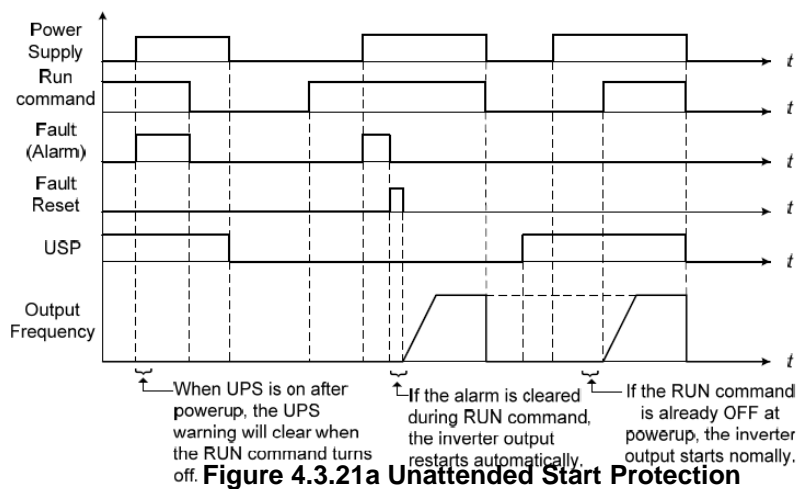 Power
Supply
t
Run
command
t
Fault
(Alarm)
t
Fault
Reset
t
USP
t
Output
Frequency
t
When UPS is on after
powerup, the UPS
warning will clear when
the RUN command turns
off.
If the alarm is cleared
during RUN command,
the inverter output
restarts automatically.
If the RUN command
is already OFF at
powerup, the inverter
output starts nomally.
Figure 4.3.21a Unattended Start Protection